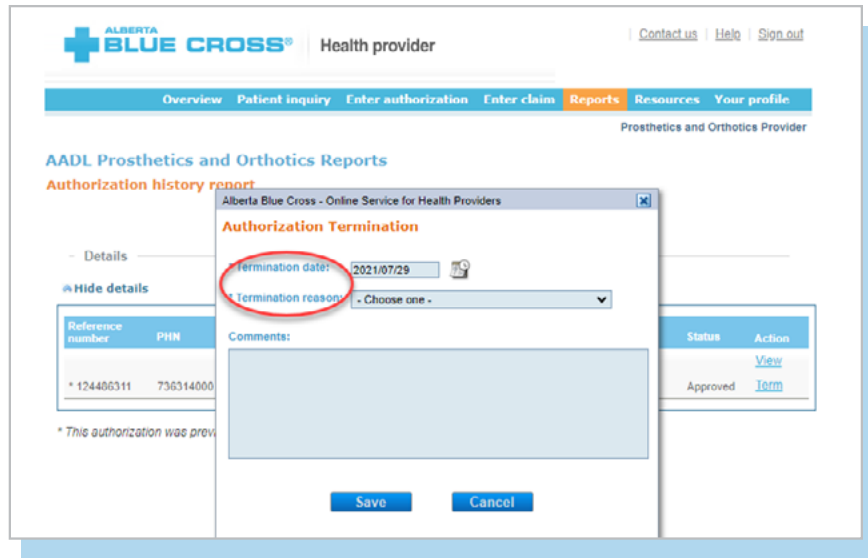 ALBERTA
BLUE CROSS® Health provider
Contact us | Help | Sign out
Overview Patient inquiry Enter authorization Enter claim Reports Resources Your profile
Prosthetics and Orthotics Provider
AADL Prosthetics and Orthotics Reports
Authorization history report
Alberta Blue Cross - Online Service for Health Providers
Authorization Termination
Details
* Termination date: 2021/07/29
Hide details
* Termination reason: - Choose one -
Reference number PHN Status Action
Comments:
View
* 124486311 736314000 Approved Term
* This authorization was prev
Save Cancel